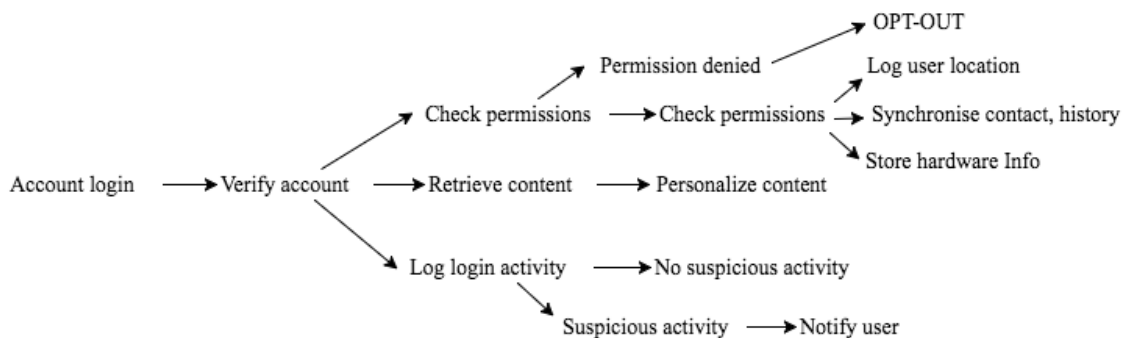 OPT-OUT
Permission denied
Log user location
Check permissions
Check permissions
Synchronise contact, history
Store hardware Info
Account login
Verify account
Retrieve content
Personalize content
Log login activity
No suspicious activity
Suspicious activity
Notify user